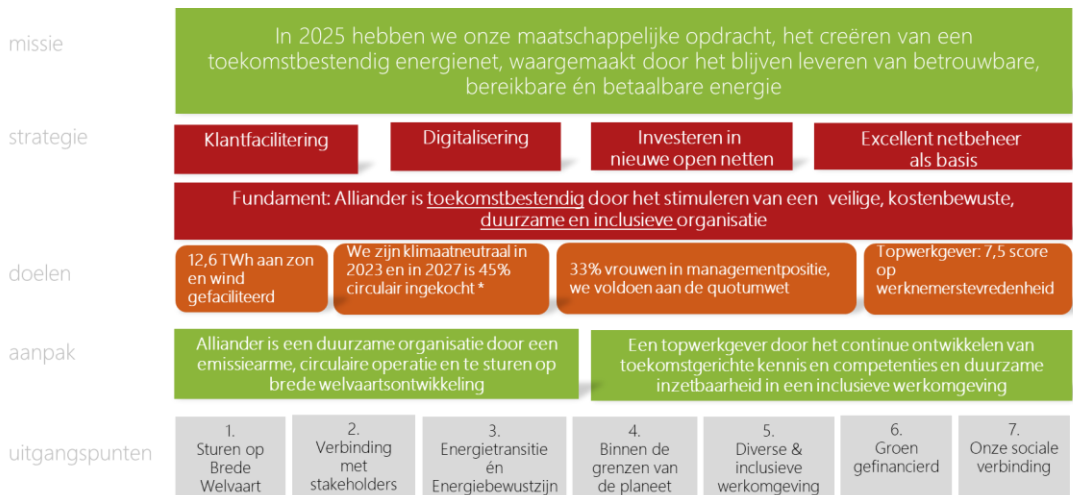 missie
In 2025 hebben we onze maatschappelijke opdracht, het creëren van een
toekomstbestendig energienet, waargemaakt door het blijven leveren van betrouwbare,
bereikbare én betaalbare energie
strategie
Klantfacilitering
Digitalisering
Investeren in
nieuwe open netten
Excellent netbeheer
als basis
Fundament: Alliander is toekomstbestendig door het stimuleren van een veilige, kostenbewuste,
duurzame en inclusieve organisatie
doelen
12,6 TWh aan zon
en wind
gefaciliteerd
We zijn klimaatneutraal in
2023 en in 2027 is 45%
circulair ingekocht *
33% vrouwen in managementpositie,
we voldoen aan de quotumwet
Topwerkgever: 7,5 score
op
werknemerstevredenheid
aanpak
Alliander is een duurzame organisatie door een
emissiearme, circulaire operatie en te sturen op
brede welvaartsontwikkeling
Een topwerkgever door het continue ontwikkelen van
toekomstgerichte kennis en competenties en duurzame
inzetbaarheid in een inclusieve werkomgeving
uitgangspunten
1.
Sturen op
Brede
Welvaart
2.
Verbinding
met
stakeholders
3.
Energietransitie
én
Energiebewustzijn
4.
Binnen de
grenzen van
de planeet
5.
Diverse &
inclusieve
werkomgeving
6.
Groen
gefinancierd
7.
Onze sociale
verbinding